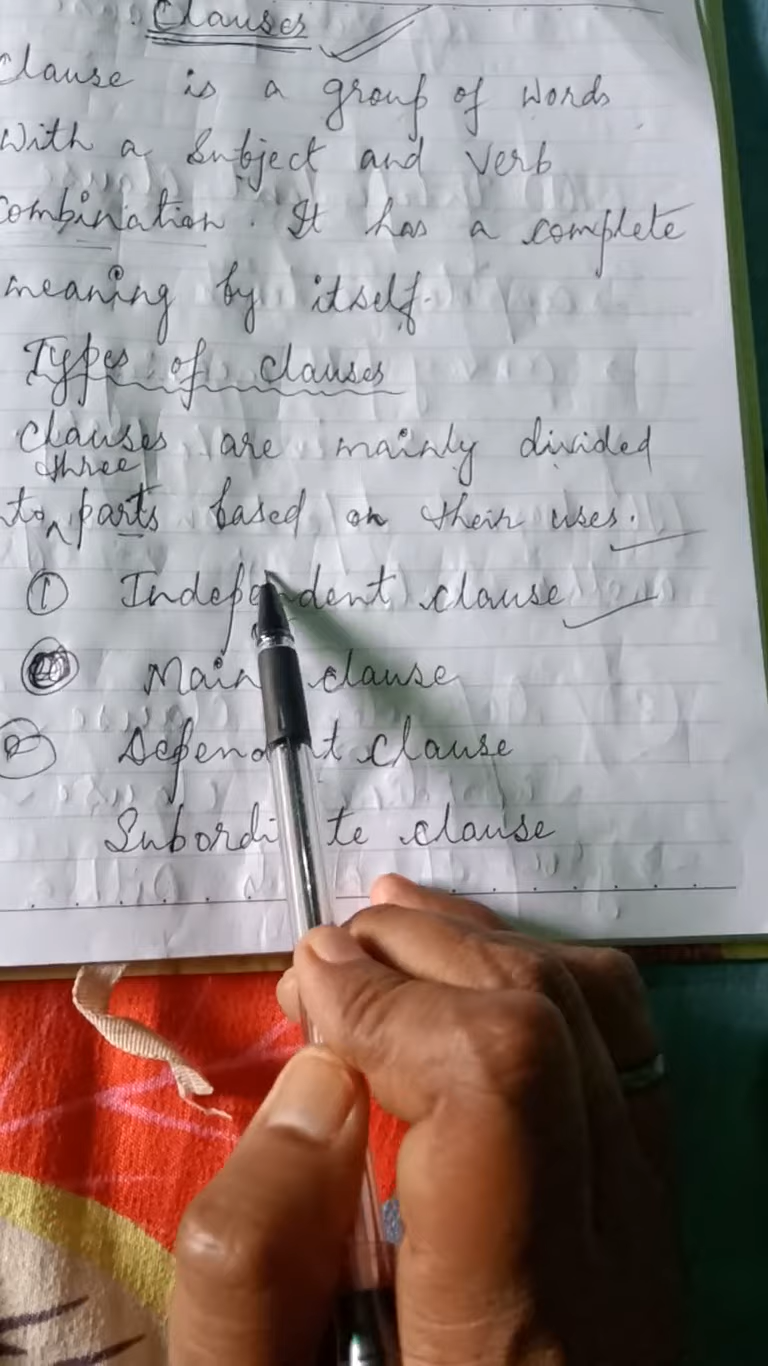 Clauses
Clause is a group of words
With a Subject and verb
combination. It has a complete
meaning by itself.
Types of clauses
Clauses are mainly divided
three
to parts based on their uses.
① Independent clause
Main clause
② Dependent clause
Subordinate clause